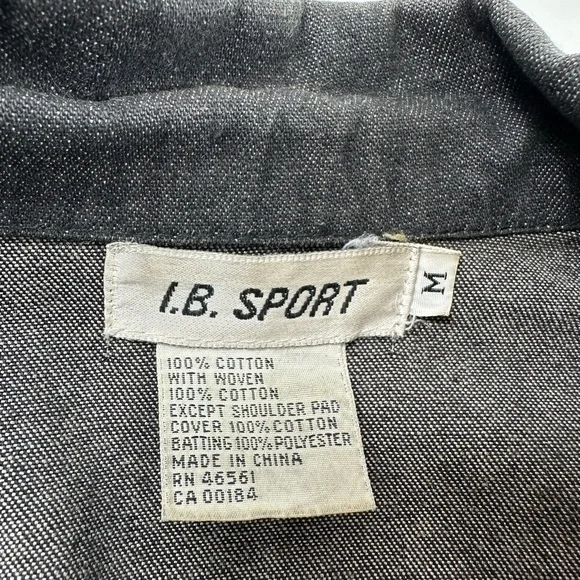 I.B. SPORT
M
100% COTTON
WITH WOVEN
100% COTTON
EXCEPT SHOULDER PAD
COVER 100% COTTON
BATTING 100% POLYESTER
MADE IN CHINA
RN 46561
CA 00184